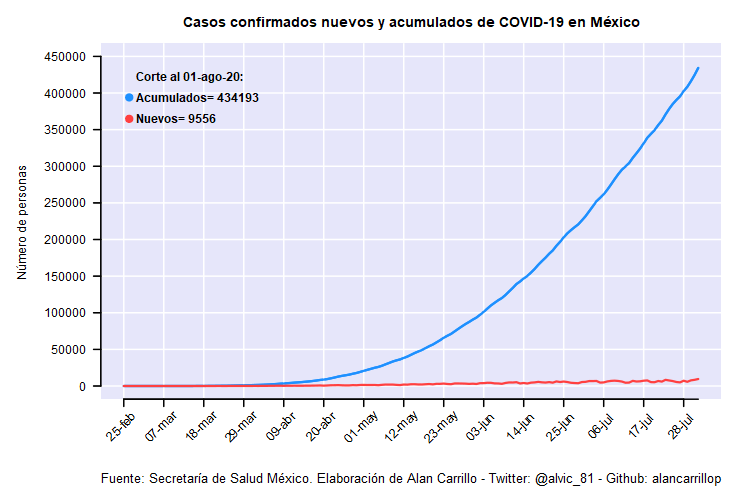 Casos confirmados nuevos y acumulados de COVID-19 en México
Corte al 01-ago-20:
Acumulados= 434193
Nuevos= 9556
Número de personas
450000
400000
350000
300000
250000
200000
150000
100000
50000
0
25-feb
07-mar
18-mar
29-mar
09-abr
20-abr
01-may
12-may
23-may
03-jun
14-jun
25-jun
06-jul
17-jul
28-jul
Fuente: Secretaría de Salud México. Elaboración de Alan Carrillo - Twitter: @alvic_81 - Github: alancarrillop